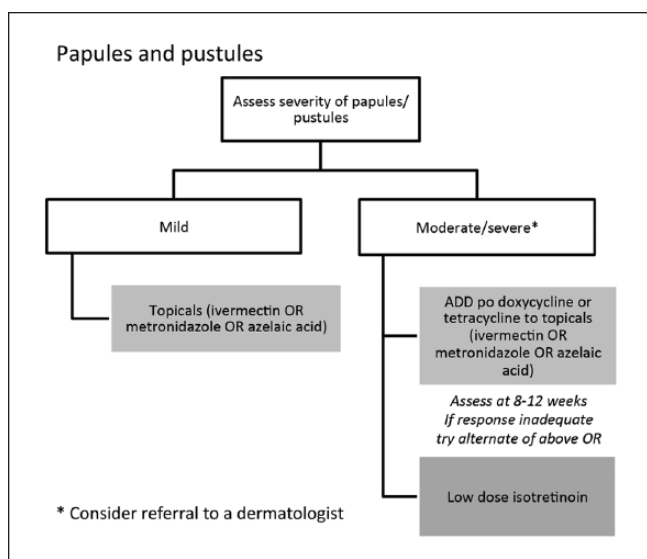 Papules and pustules
Assess severity of papules/
pustules
Mild
Moderate/severe*
Topicals (ivermectin OR
metronidazole OR azelaic acid)
ADD po doxycycline or
tetracycline to topicals
(ivermectin OR
metronidazole OR azelaic
acid)
Assess at 8-12 weeks
If response inadequate
try alternate of above OR
Low dose isotretinoin
* Consider referral to a dermatologist